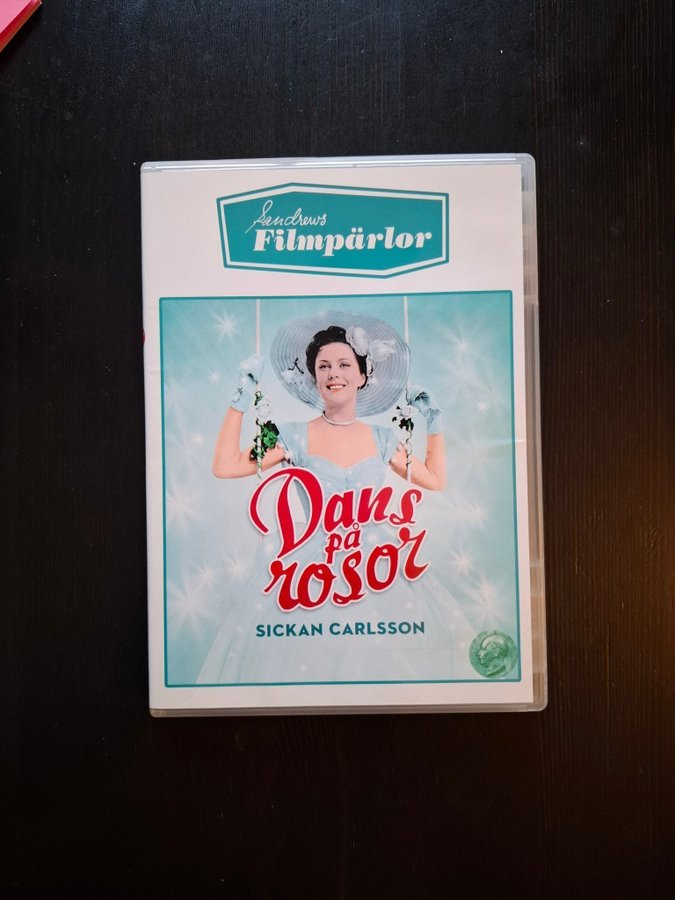 Sandrews
Filmpärlor
Dans
på
rosor
SICKAN CARLSSON